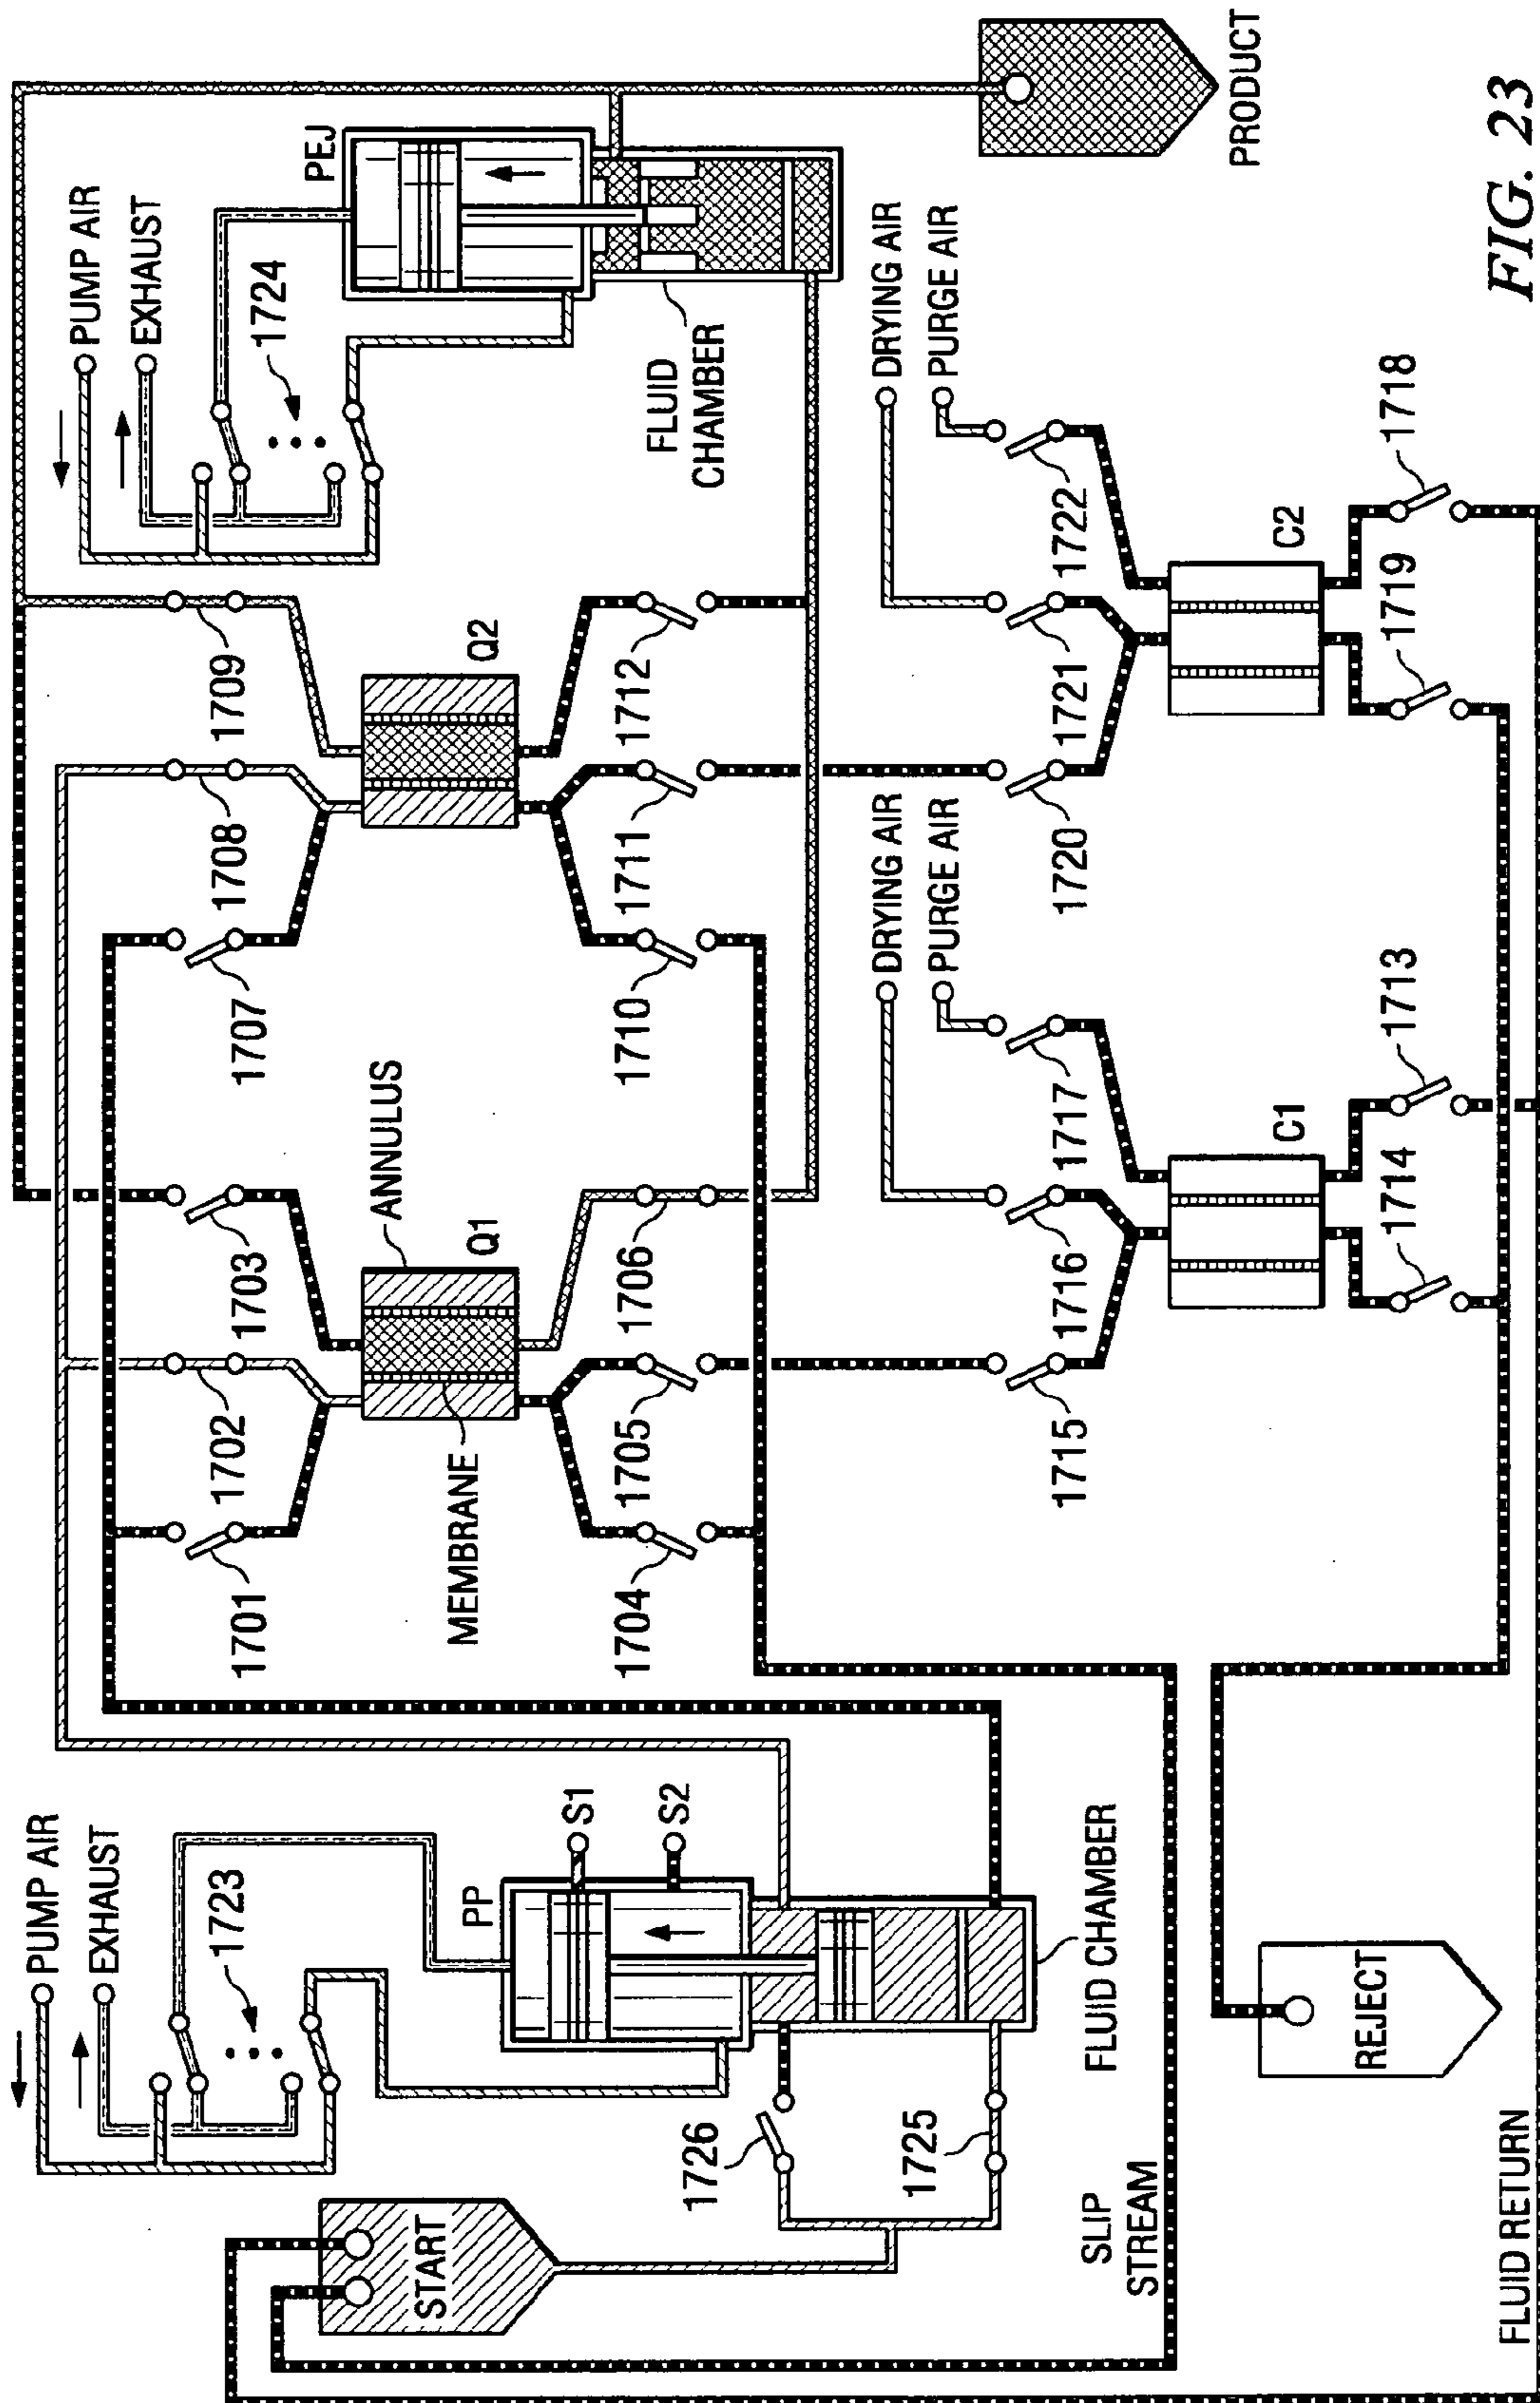 PUMP AIR
EXHAUST
1723
PP
S1
S2
START
1726
1725
FLUID CHAMBER
SLIP
STREAM
REJECT
FLUID RETURN
1701
1702
1703
ANNULUS
MEMBRANE
Q1
1704
1705
1706
1707
1708
1709
Q2
1710
1711
1712
PUMP AIR
EXHAUST
1724
PEJ
FLUID
CHAMBER
PRODUCT
DRYING AIR
PURGE AIR
1715
1716
1717
C1
1714
1713
DRYING AIR
PURGE AIR
1720
1721
1722
C2
1719
1718
FIG. 23